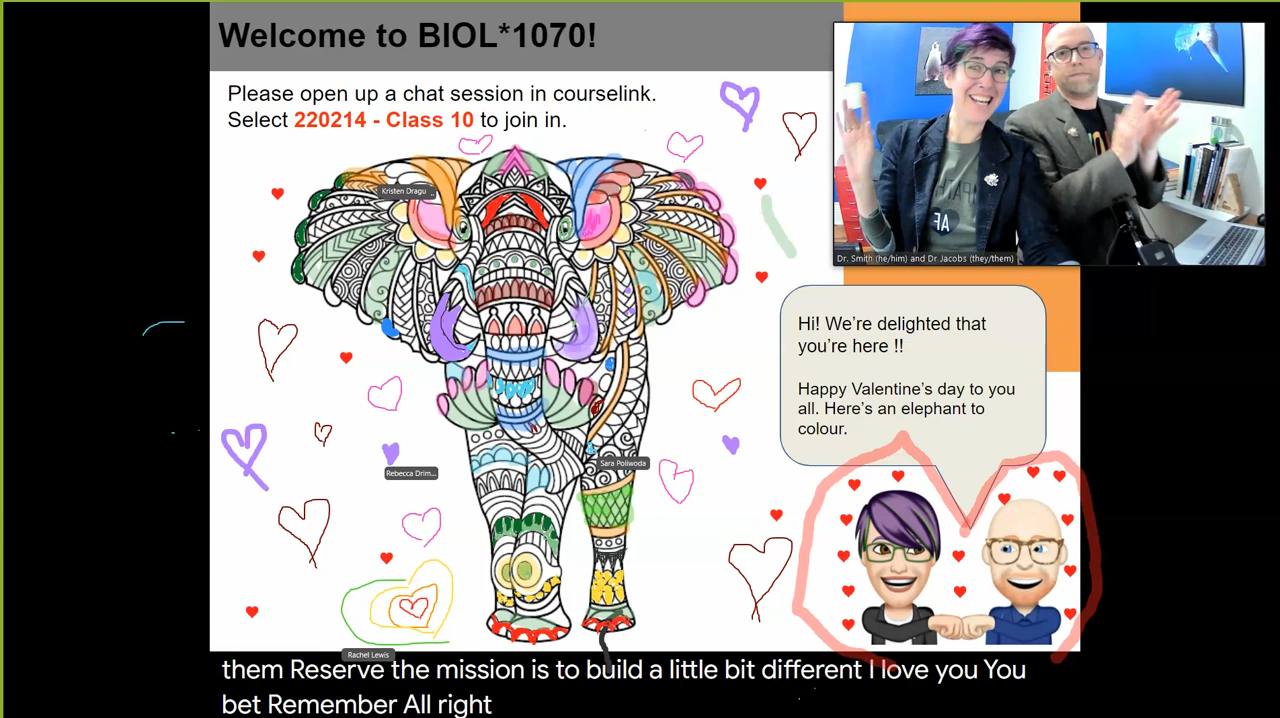 Welcome to BIOL*1070!
Please open up a chat session in courselink.
Select 220214 - Class 10 to join in.
Kristen Dragu...
AF
Dr. Smith (he/him) and Dr Jacobs (they/them)
Hi! We're delighted that
you're here !!
Happy Valentine's day to you
all. Here's an elephant to
colour.
Sara Poliwoda
Rebecca Drim...
Rachel Lewis
them Reserve the mission is to build a little bit different I love you You
bet Remember All right